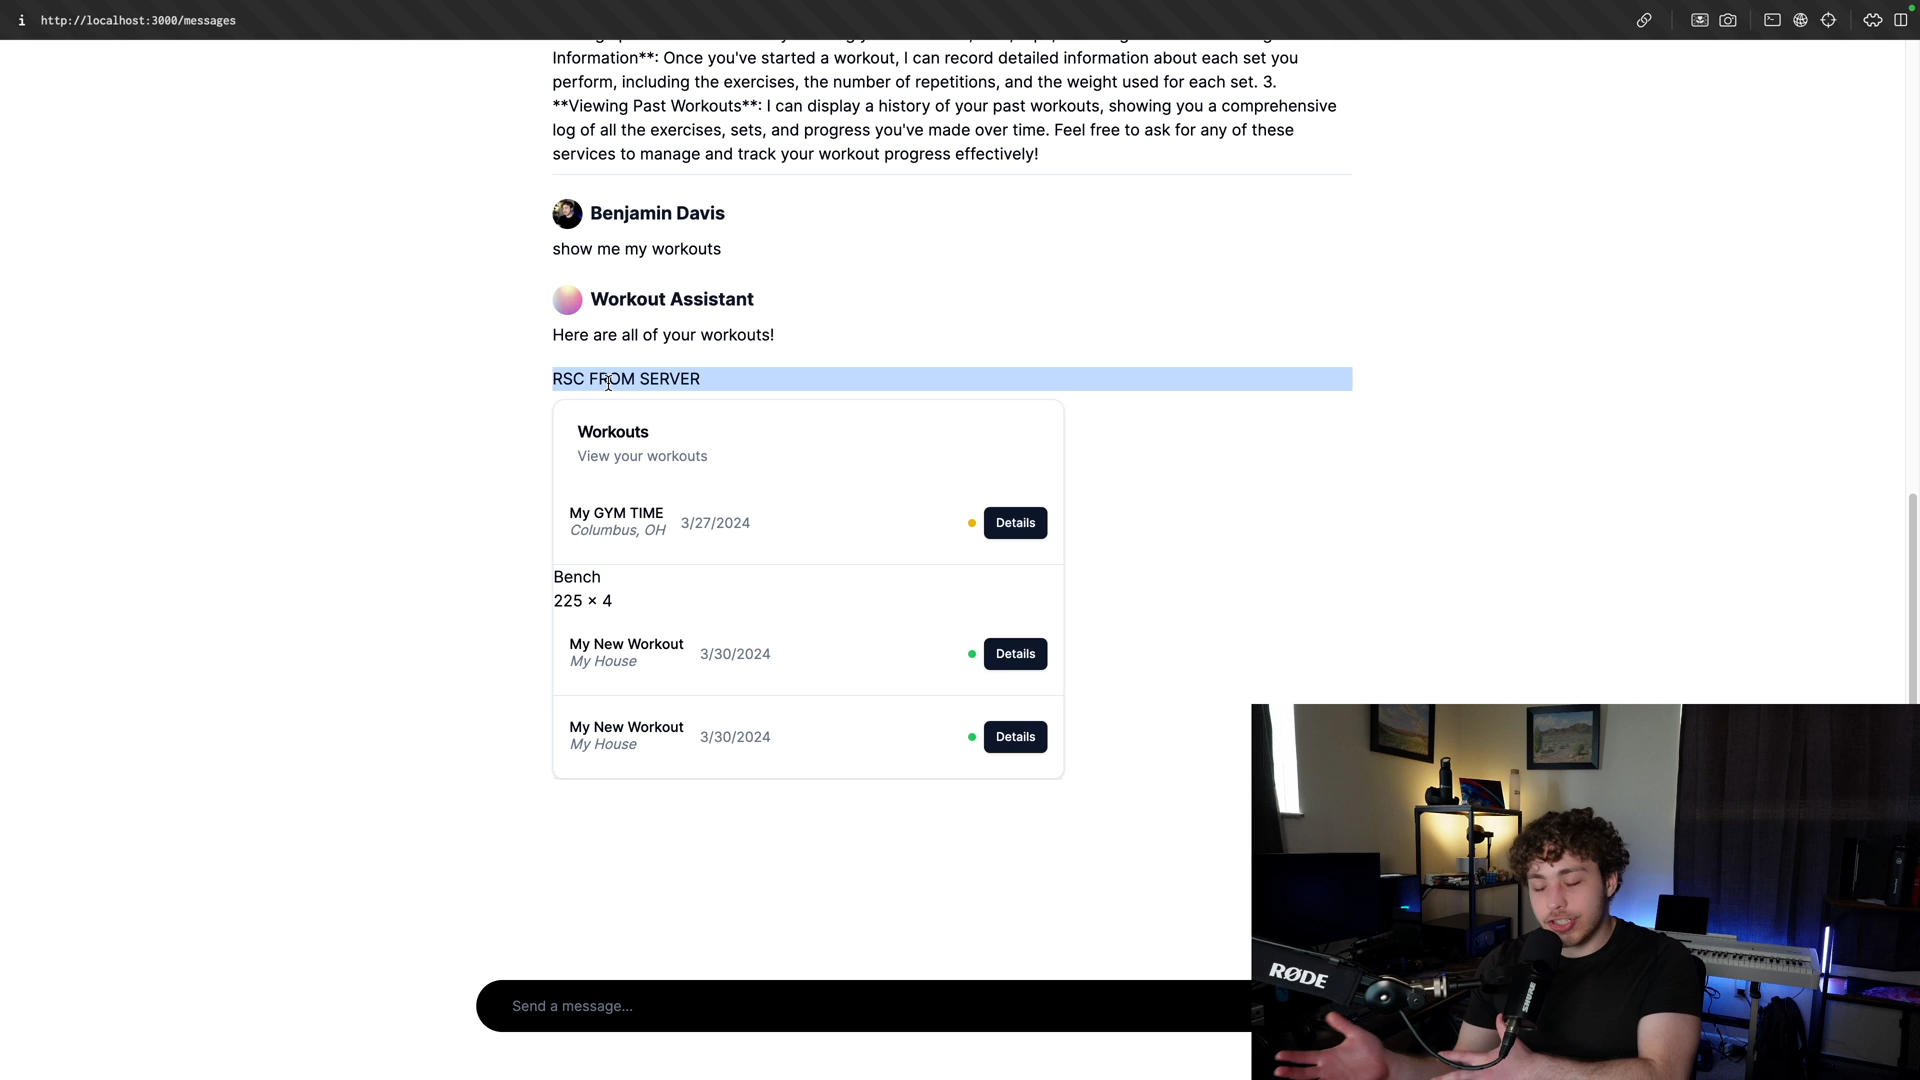 i http://localhost:3000/messages
Information**: Once you've started a workout, I can record detailed information about each set you
perform, including the exercises, the number of repetitions, and the weight used for each set. 3.
**Viewing Past Workouts**: I can display a history of your past workouts, showing you a comprehensive
log of all the exercises, sets, and progress you've made over time. Feel free to ask for any of these
services to manage and track your workout progress effectively!
Benjamin Davis
show me my workouts
Workout Assistant
Here are all of your workouts!
RSC FROM SERVER
Workouts
View your workouts
My GYM TIME
Columbus, OH
3/27/2024
Details
Bench
225 × 4
My New Workout
My House
3/30/2024
Details
My New Workout
My House
3/30/2024
Details
Send a message...
RØDE
SHURE